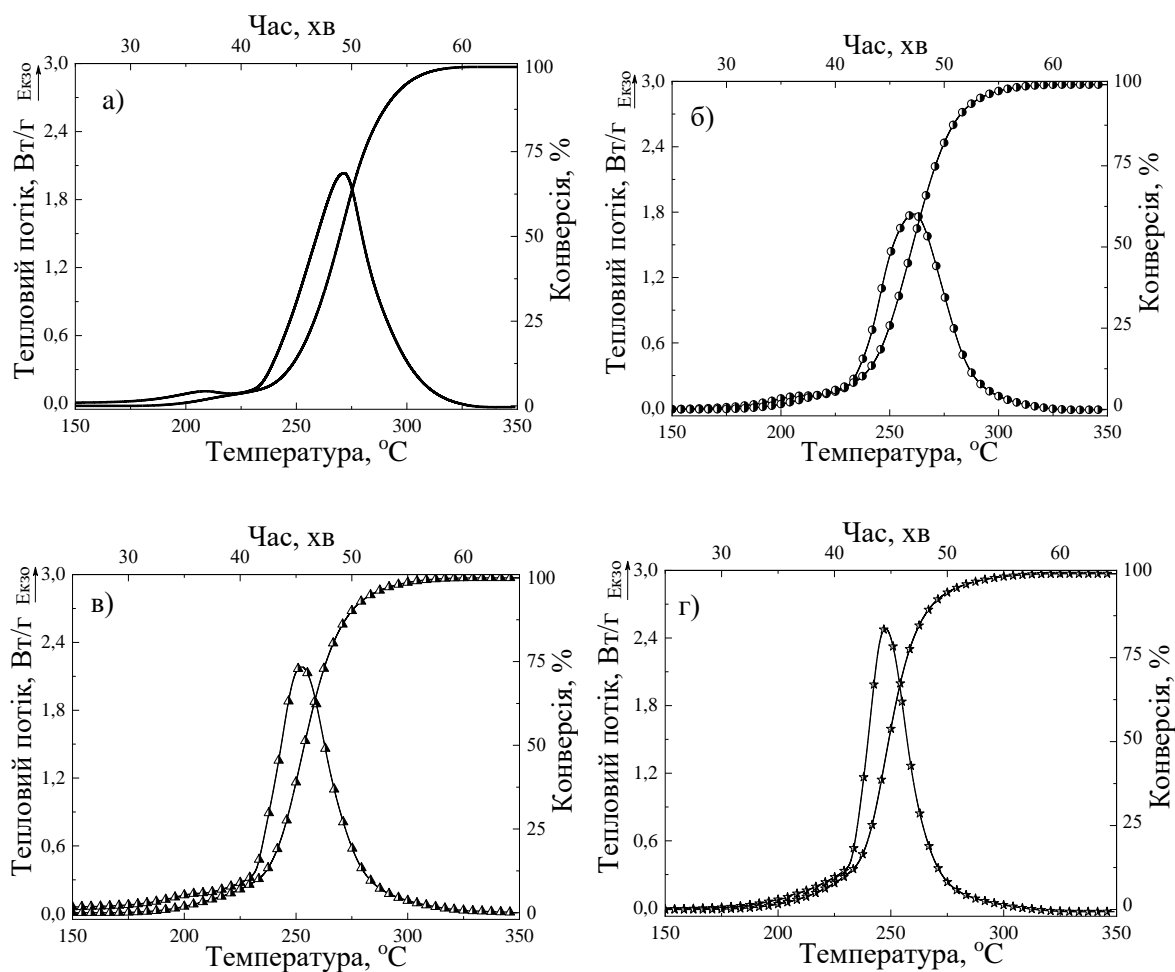 Час, хв
30 40 50 60
3,0 2,4 1,8 1,2 0,6 0,0
Тепловий потік, Вт/г Екзо
а)
100 75 50 25 0
Конверсія, %
150 200 250 300 350
Температура, °C
Час, хв
30 40 50 60
3,0 2,4 1,8 1,2 0,6 0,0
Тепловий потік, Вт/г Екзо
б)
100 75 50 25 0
Конверсія, %
150 200 250 300 350
Температура, °C
Час, хв
30 40 50 60
3,0 2,4 1,8 1,2 0,6 0,0
Тепловий потік, Вт/г Екзо
в)
100 75 50 25 0
Конверсія, %
150 200 250 300 350
Температура, °C
Час, хв
30 40 50 60
3,0 2,4 1,8 1,2 0,6 0,0
Тепловий потік, Вт/г Екзо
г)
100 75 50 25 0
Конверсія, %
150 200 250 300 350
Температура, °C